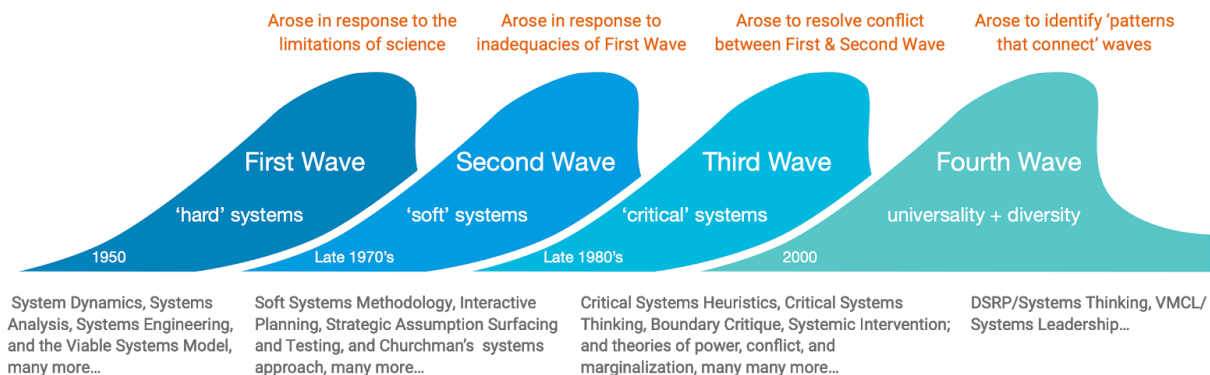 Arose in response to the
limitations of science
Arose in response to
inadequacies of First Wave
Arose to resolve conflict
between First & Second Wave
Arose to identify ‘patterns
that connect’ waves
First Wave
‘hard’ systems
1950
Second Wave
‘soft’ systems
Late 1970’s
Third Wave
‘critical’ systems
Late 1980’s
Fourth Wave
universality + diversity
2000
System Dynamics, Systems
Analysis, Systems Engineering,
and the Viable Systems Model,
many more…
Soft Systems Methodology, Interactive
Planning, Strategic Assumption Surfacing
and Testing, and Churchman’s systems
approach, many more…
Critical Systems Heuristics, Critical Systems
Thinking, Boundary Critique, Systemic Intervention;
and theories of power, conflict, and
marginalization, many many more…
DSRP/Systems Thinking, VMCL/
Systems Leadership…